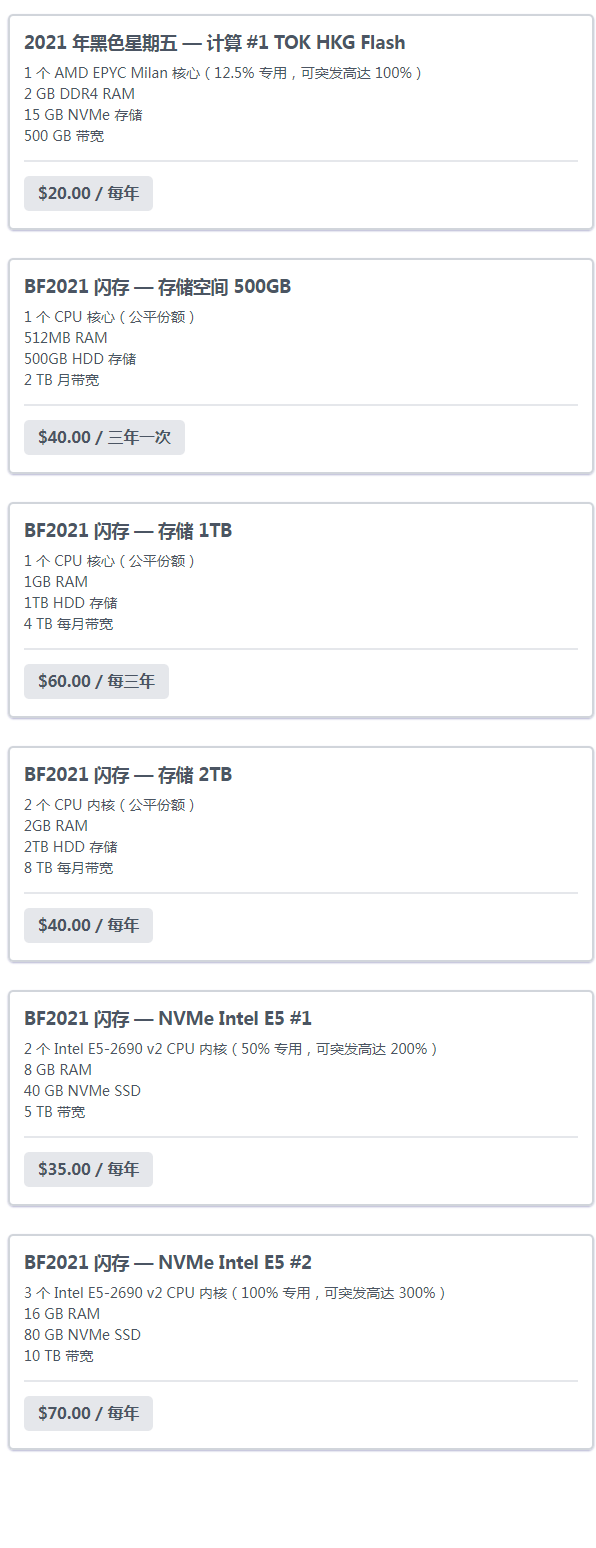 2021 年黑色星期五 — 计算 #1 TOK HKG Flash
1 个 AMD EPYC Milan 核心（12.5% 专用，可突发高达 100%）
2 GB DDR4 RAM
15 GB NVMe 存储
500 GB 带宽
$20.00 / 每年
BF2021 闪存 — 存储空间 500GB
1 个 CPU 核心（公平份额）
512MB RAM
500GB HDD 存储
2 TB 月带宽
$40.00 / 三年一次
BF2021 闪存 — 存储 1TB
1 个 CPU 核心（公平份额）
1GB RAM
1TB HDD 存储
4 TB 每月带宽
$60.00 / 每三年
BF2021 闪存 — 存储 2TB
2 个 CPU 内核（公平份额）
2GB RAM
2TB HDD 存储
8 TB 每月带宽
$40.00 / 每年
BF2021 闪存 — NVMe Intel E5 #1
2 个 Intel E5-2690 v2 CPU 内核（50% 专用，可突发高达 200%）
8 GB RAM
40 GB NVMe SSD
5 TB 带宽
$35.00 / 每年
BF2021 闪存 — NVMe Intel E5 #2
3 个 Intel E5-2690 v2 CPU 内核（100% 专用，可突发高达 300%）
16 GB RAM
80 GB NVMe SSD
10 TB 带宽
$70.00 / 每年